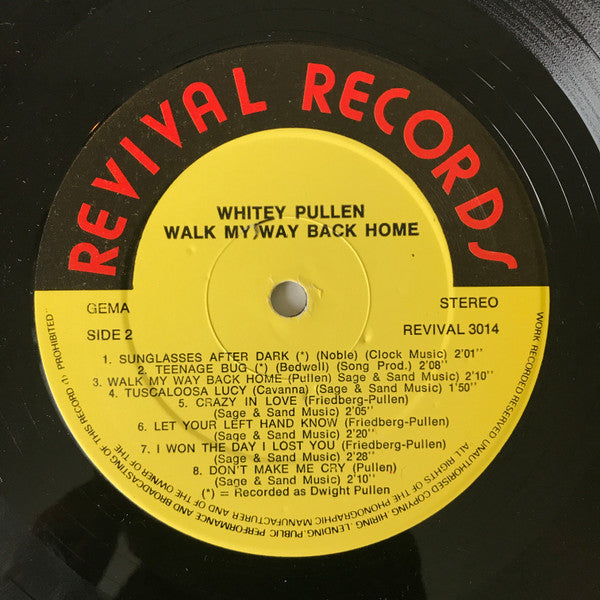 REVIVAL RECORDS
WHITEY PULLEN
WALK MY WAY BACK HOME
GEMA
STEREO
SIDE 2
REVIVAL 3014
1. SUNGLASSES AFTER DARK (*) (Noble) (Clock Music) 2'01''
2. TEENAGE BUG (*) (Bedwell) (Song Prod.) 2'08''
3. WALK MY WAY BACK HOME (Pullen) Sage & Sand Music) 2'10''
4. TUSCALOOSA LUCY (Cavanna) (Sage & Sand Music) 1'50''
5. CRAZY IN LOVE (Friedberg-Pullen)
(Sage & Sand Music) 2'05''
6. LET YOUR LEFT HAND KNOW (Friedberg-Pullen)
(Sage & Sand Music) 2'20''
7. I WON THE DAY I LOST YOU (Friedberg-Pullen)
(Sage & Sand Music) 2'28''
8. DON'T MAKE ME CRY (Pullen)
(Sage & Sand Music) 2'10''
(*) = Recorded as Dwight Pullen
ALL RIGHTS OF THE PHONOGRAPHIC MANUFACTURER AND OF THE OWNER OF THE
WORK RECORDED RESERVED UNAUTHORISED COPYING. HIRING. LENDING. PUBLIC PERFORMANCE AND BROADCASTING OF THIS RECORD PROHIBITED